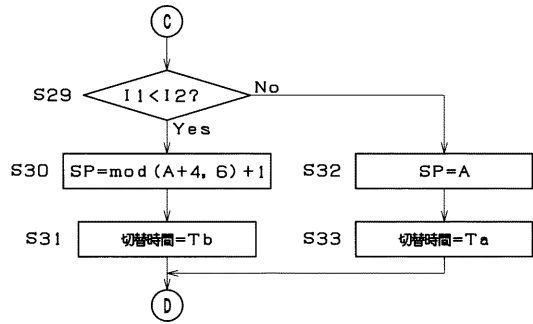 C
S29
I1<I2?
No
Yes
S30
SP=mod(A+4, 6)+1
S32
SP=A
S31
切替時間=Tb
S33
切替時間=Ta
D